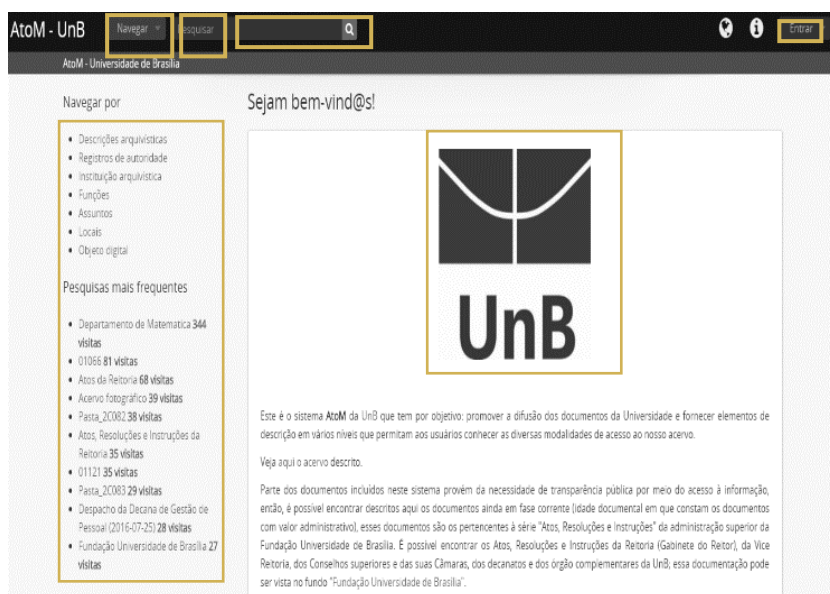 AtoM - UnB Navegar Pesquisar Entrar
AtoM - Universidade de Brasília
Navegar por
Descrições arquivísticas
Registros de autoridade
Instituição arquivística
Funções
Assuntos
Locais
Objeto digital
Pesquisas mais frequentes
Departamento de Matematica 344
visitas
01066 81 visitas
Atos da Reitoria 68 visitas
Acervo fotográfico 39 visitas
Pasta_2C082 38 visitas
Atos, Resoluções e Instruções da
Reitoria 35 visitas
01121 35 visitas
Pasta_2C083 29 visitas
Despacho da Decana de Gestão de
Pessoal (2016-07-25) 28 visitas
Fundação Universidade de Brasília 27
visitas
Sejam bem-vind@s!
UnB
Este é o sistema AtoM da UnB que tem por objetivo: promover a difusão dos documentos da Universidade e fornecer elementos de
descrição em vários níveis que permitam aos usuários conhecer as diversas modalidades de acesso ao nosso acervo.
Veja aqui o acervo descrito.
Parte dos documentos incluídos neste sistema provém da necessidade de transparência pública por meio do acesso à informação,
então, é possível encontrar descritos aqui os documentos ainda em fase corrente (idade documental em que constam os documentos
com valor administrativo), esses documentos são os pertencentes à série "Atos, Resoluções e Instruções" da administração superior da
Fundação Universidade de Brasília. É possível encontrar os Atos, Resoluções e Instruções da Reitoria (Gabinete do Reitor), da Vice
Reitoria, dos Conselhos superiores e das suas Câmaras, dos decanatos e dos órgão complementares da UnB; essa documentação pode
ser vista no fundo "Fundação Universidade de Brasília".